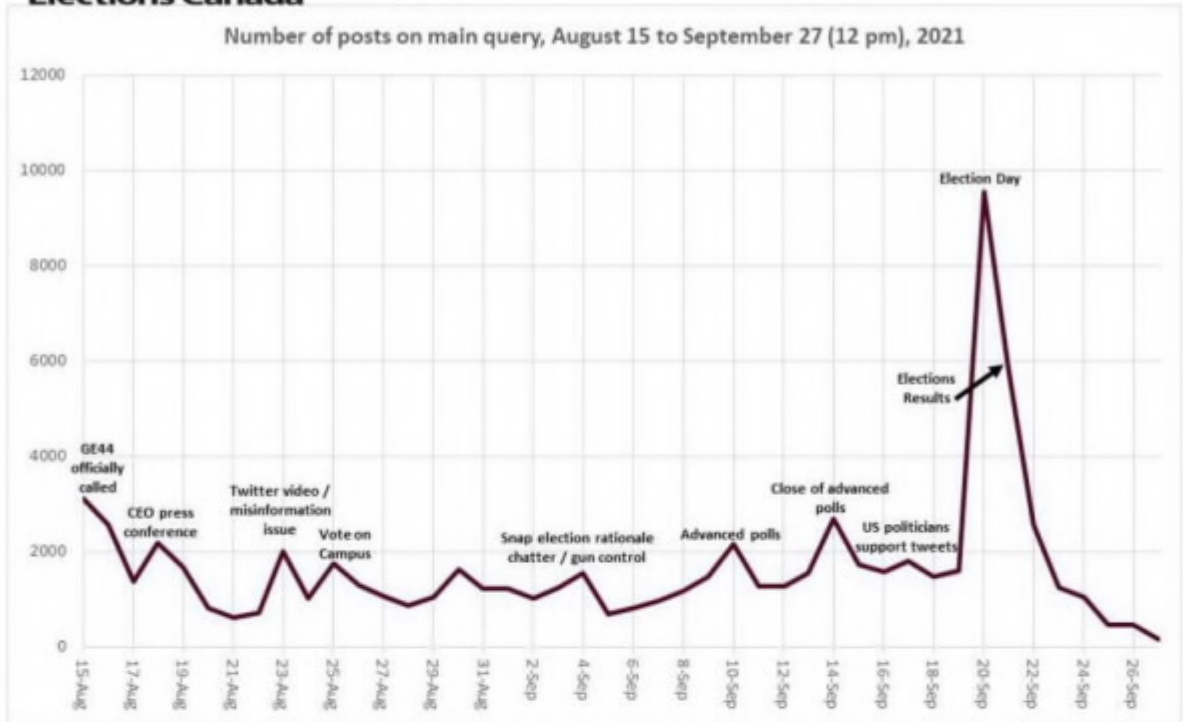 Elections Canada
Number of posts on main query, August 15 to September 27 (12 pm), 2021
12000
10000
8000
6000
4000
2000
0
GE44
officially
called
CEO press
conference
Twitter video /
misinformation
issue
Vote on
Campus
Snap election rationale
chatter / gun control
Advanced polls
Close of advanced
polls
US politicians
support tweets
Election Day
Elections
Results
15-Aug
17-Aug
19-Aug
21-Aug
23-Aug
25-Aug
27-Aug
29-Aug
31-Aug
2-Sep
4-Sep
6-Sep
8-Sep
10-Sep
12-Sep
14-Sep
16-Sep
18-Sep
20-Sep
22-Sep
24-Sep
26-Sep